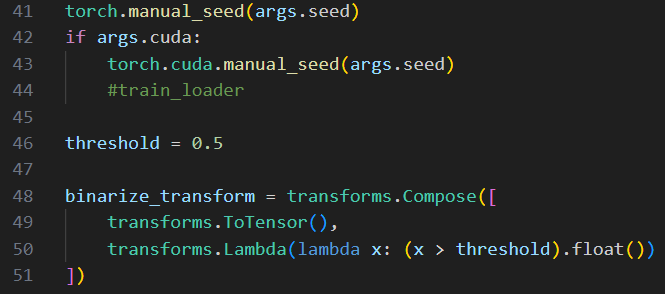 41 torch.manual_seed(args.seed)
42 if args.cuda:
43     torch.cuda.manual_seed(args.seed)
44     #train_loader
45
46 threshold = 0.5
47
48 binarize_transform = transforms.Compose([
49     transforms.ToTensor(),
50     transforms.Lambda(lambda x: (x > threshold).float())
51 ])